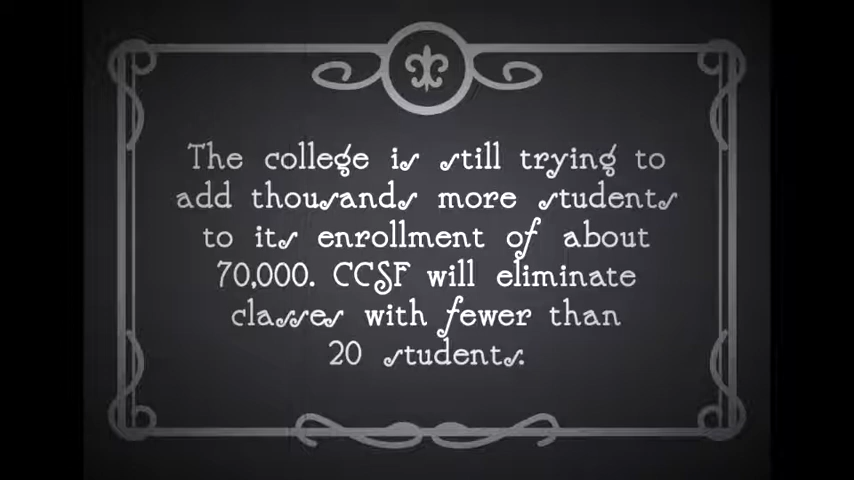 The college is still trying to
add thousands more students
to its enrollment of about
70,000. CCSF will eliminate
classes with fewer than
20 students.